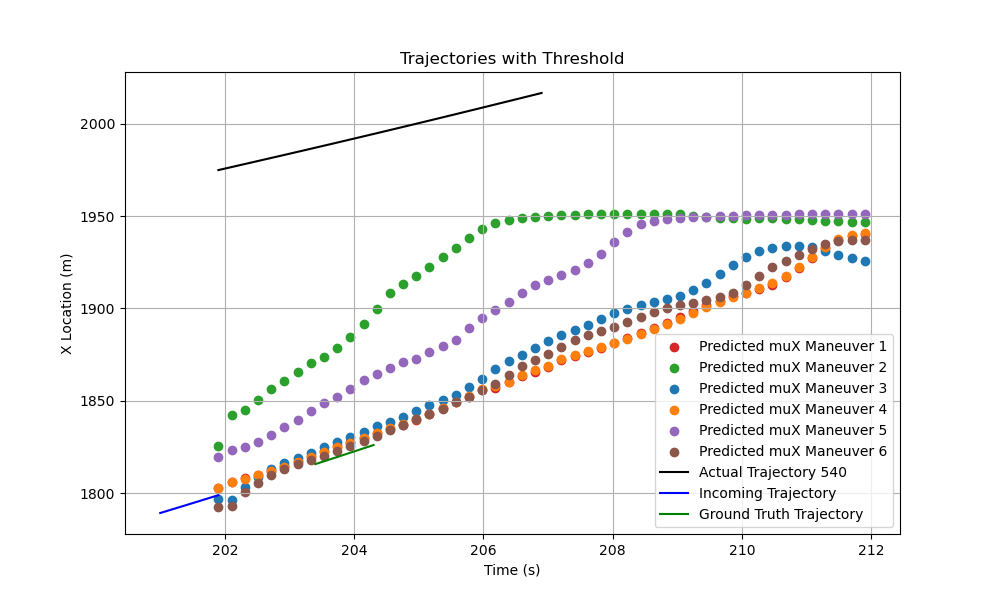 Trajectories with Threshold
X Location (m)
2000
1950
1900
1850
1800
202
204
206
208
210
212
Time (s)
Predicted muX Maneuver 1
Predicted muX Maneuver 2
Predicted muX Maneuver 3
Predicted muX Maneuver 4
Predicted muX Maneuver 5
Predicted muX Maneuver 6
Actual Trajectory 540
Incoming Trajectory
Ground Truth Trajectory